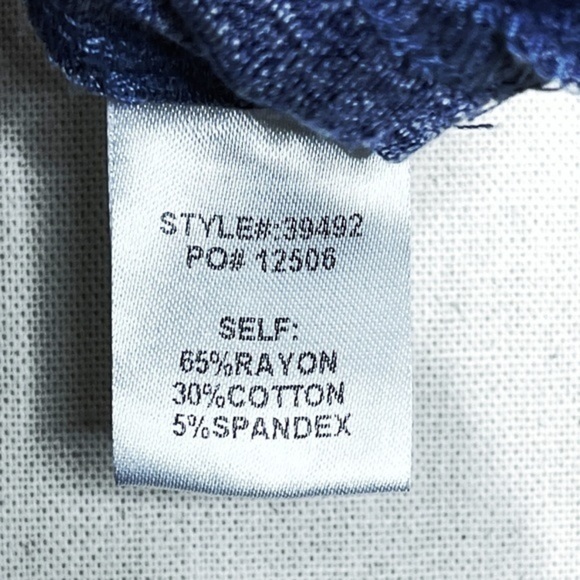 STYLE#:39492
PO# 12506
SELF:
65%RAYON
30%COTTON
5%SPANDEX